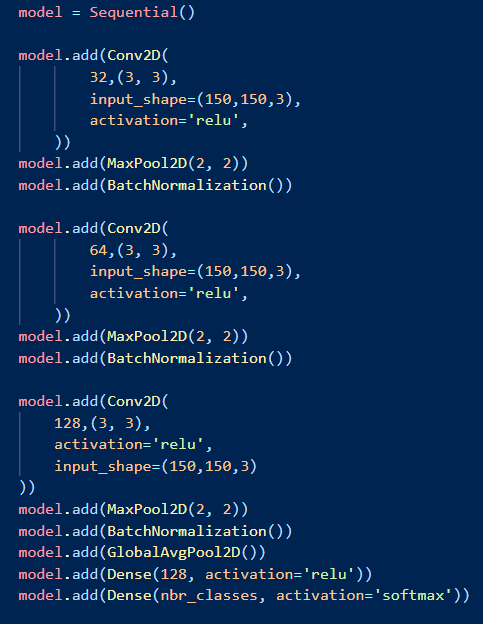 model = Sequential()
model.add(Conv2D(
32,(3, 3),
input_shape=(150,150,3),
activation='relu',
))
model.add(MaxPool2D(2, 2))
model.add(BatchNormalization())
model.add(Conv2D(
64,(3, 3),
input_shape=(150,150,3),
activation='relu',
))
model.add(MaxPool2D(2, 2))
model.add(BatchNormalization())
model.add(Conv2D(
128,(3, 3),
activation='relu',
input_shape=(150,150,3)
))
model.add(MaxPool2D(2, 2))
model.add(BatchNormalization())
model.add(GlobalAvgPool2D())
model.add(Dense(128, activation='relu'))
model.add(Dense(nbr_classes, activation='softmax'))